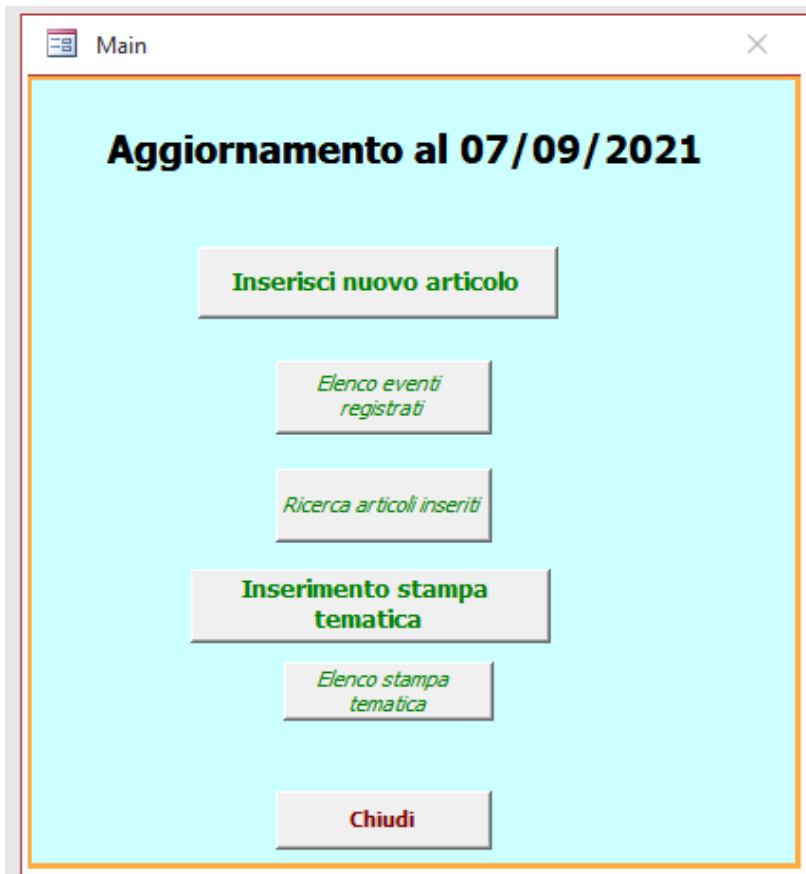 Main
Aggiornamento al 07/09/2021
Inserisci nuovo articolo
Elenco eventi
registrati
Ricerca articoli inseriti
Inserimento stampa
tematica
Elenco stampa
tematica
Chiudi